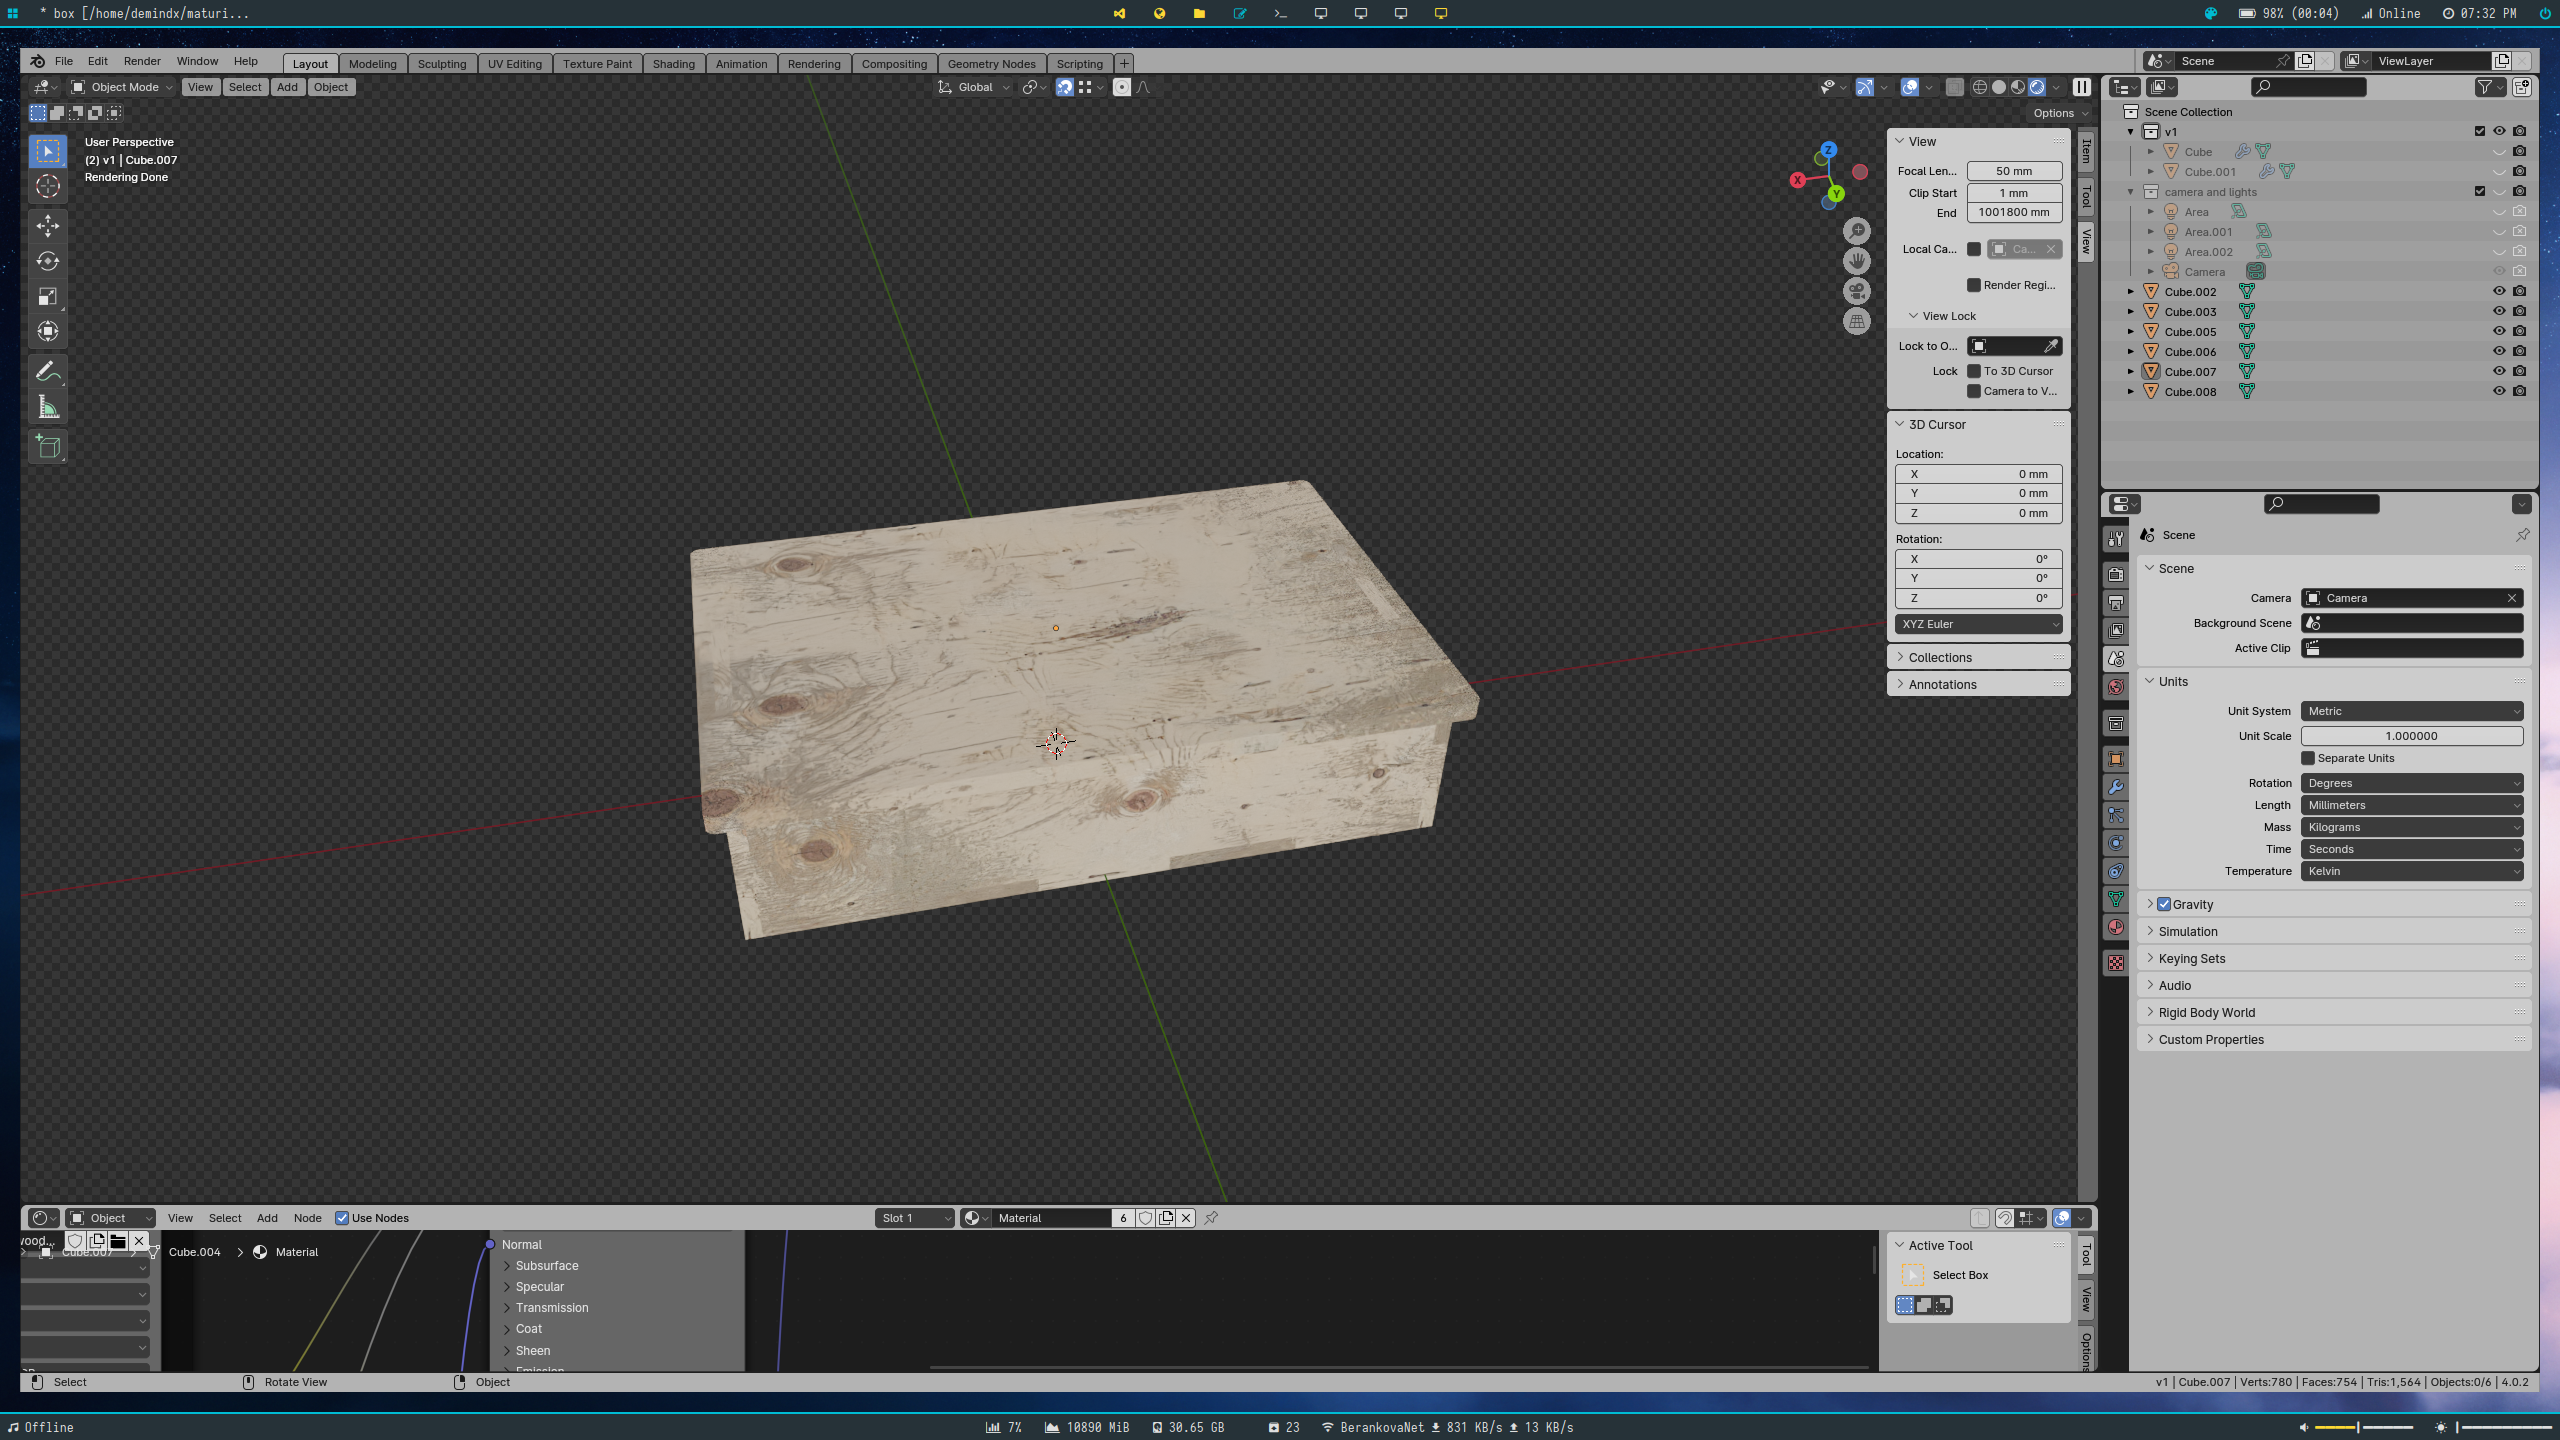 * box [/home/demindx/maturi...
98% (00:04)
Online
07:32 PM
File Edit Render Window Help
Layout Modeling Sculpting UV Editing Texture Paint Shading Animation Rendering Compositing Geometry Nodes Scripting +
Scene
ViewLayer
Object Mode View Select Add Object
Global
Options
User Perspective
(2) v1 | Cube.007
Rendering Done
Z
X
Y
View
Focal Len... 50 mm
Clip Start 1 mm
End 1001800 mm
Local Ca... Ca...
Render Regi...
View Lock
Lock to O...
Lock To 3D Cursor
Camera to V...
3D Cursor
Location:
X 0 mm
Y 0 mm
Z 0 mm
Rotation:
X 0°
Y 0°
Z 0°
XYZ Euler
Collections
Annotations
Item
Tool
View
Scene Collection
v1
Cube
Cube.001
camera and lights
Area
Area.001
Area.002
Camera
Cube.002
Cube.003
Cube.005
Cube.006
Cube.007
Cube.008
Scene
Scene
Camera Camera
Background Scene
Active Clip
Units
Unit System Metric
Unit Scale 1.000000
Separate Units
Rotation Degrees
Length Millimeters
Mass Kilograms
Time Seconds
Temperature Kelvin
Gravity
Simulation
Keying Sets
Audio
Rigid Body World
Custom Properties
Object View Select Add Node Use Nodes
Slot 1
Material 6
wood...
Cube.007 > Cube.004 > Material
Normal
Subsurface
Specular
Transmission
Coat
Sheen
Emission
Active Tool
Select Box
Tool
View
Options
Select
Rotate View
Object
v1 | Cube.007 | Verts:780 | Faces:754 | Tris:1,564 | Objects:0/6 | 4.0.2
Offline
7%
10890 MiB
30.65 GB
23
BerankovaNet 831 KB/s 13 KB/s